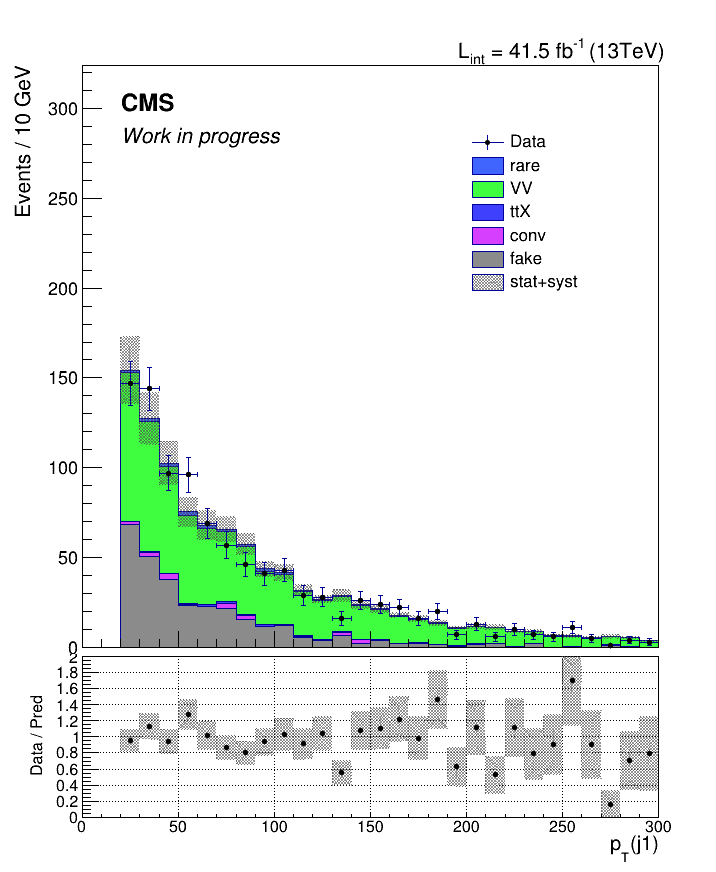 L_int = 41.5 fb^-1 (13TeV)
Events / 10 GeV
CMS
Work in progress
Data
rare
VV
ttX
conv
fake
stat+syst
300
250
200
150
100
50
0
Data / Pred
2
1.8
1.6
1.4
1.2
1
0.8
0.6
0.4
0.2
0
0 50 100 150 200 250 300
p_T(j1)